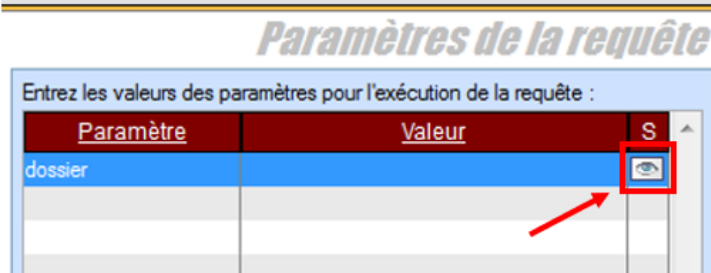 Paramètres de la requête
Entrez les valeurs des paramètres pour l'exécution de la requête :
Paramètre Valeur S
dossier